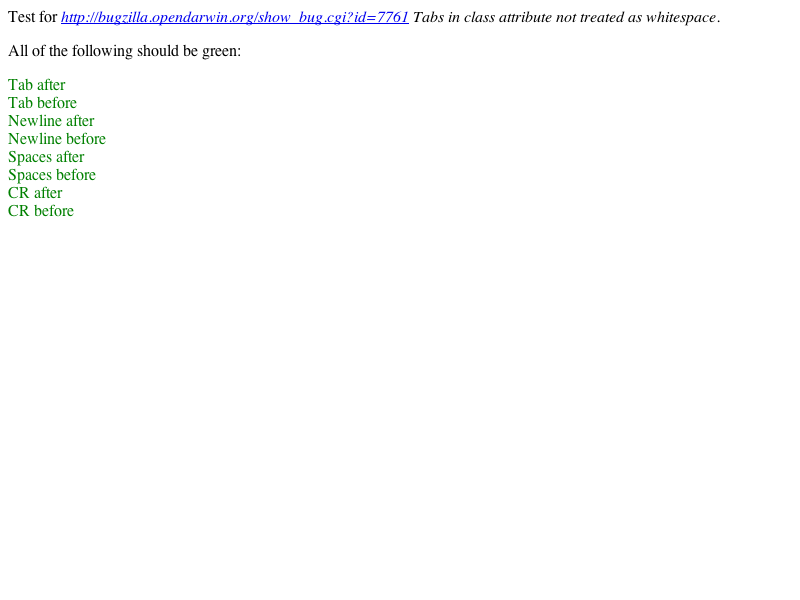 Test for http://bugzilla.opendarwin.org/show_bug.cgi?id=7761 Tabs in class attribute not treated as whitespace.
All of the following should be green:
Tab after
Tab before
Newline after
Newline before
Spaces after
Spaces before
CR after
CR before